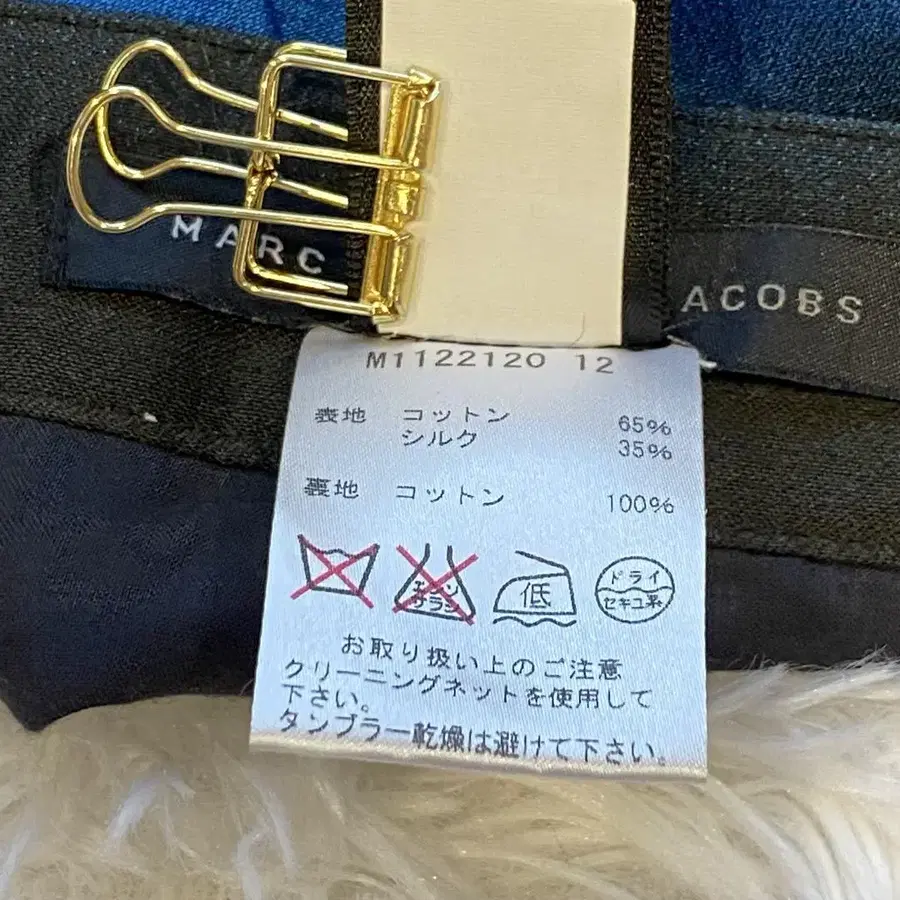 MARC
ACOBS
M1122120 12
表地 コットン 65%
シルク 35%
裏地 コットン 100%
エンソ
サラシ
低
ドライ
セキユ系
お取り扱い上のご注意
クリーニングネットを使用して
下さい。
タンブラー乾燥は避けて下さい。